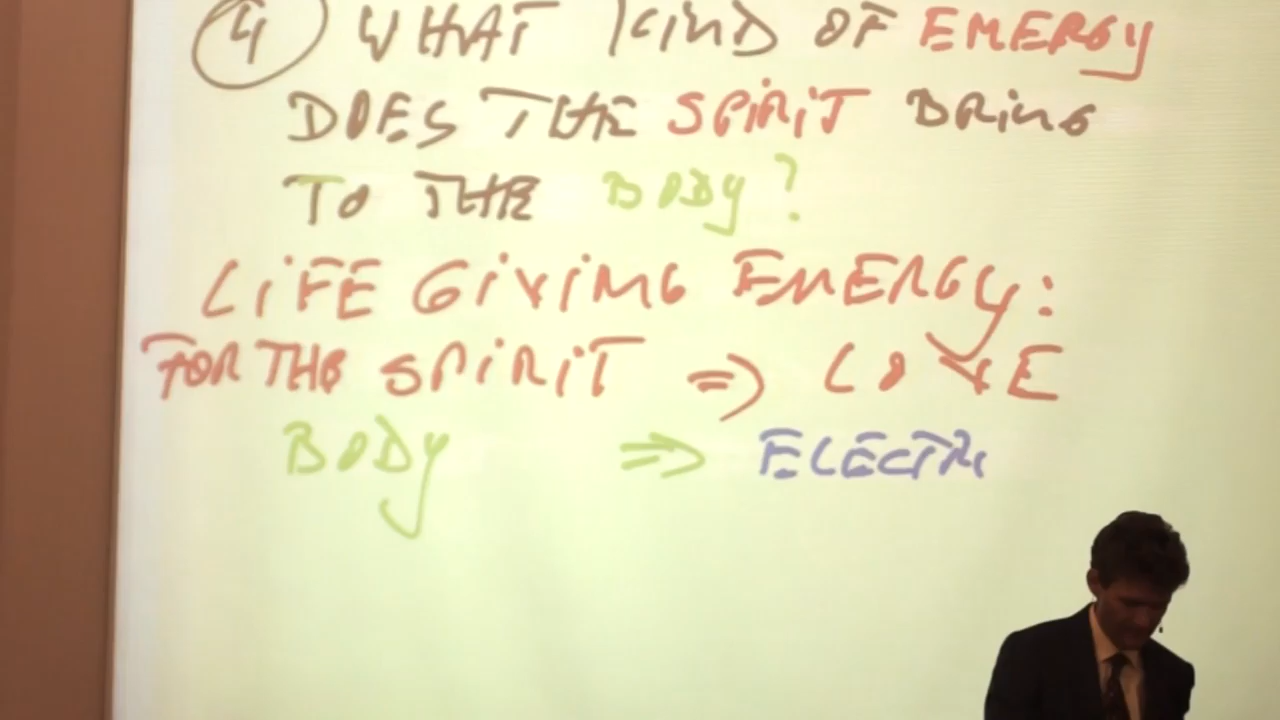 4 WHAT KIND OF ENERGY
DOES THE SPIRIT BRING
TO THE BODY?
LIFE GIVING ENERGY:
FOR THE SPIRIT => LOVE
BODY => ELECTRI